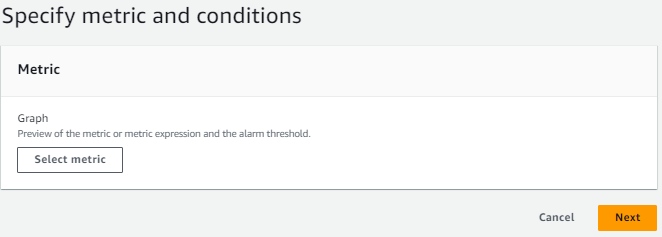 Specify metric and conditions
Metric
Graph
Preview of the metric or metric expression and the alarm threshold.
Select metric
Cancel
Next